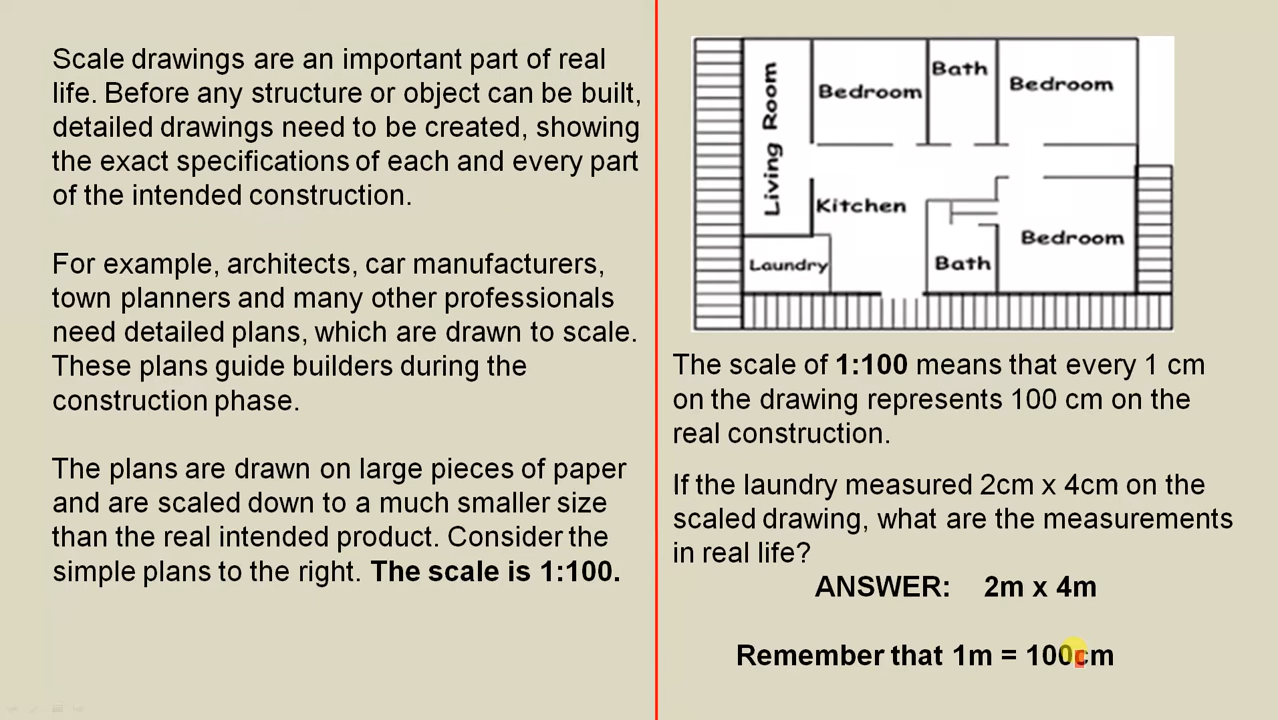 Scale drawings are an important part of real
life. Before any structure or object can be built,
detailed drawings need to be created, showing
the exact specifications of each and every part
of the intended construction.
For example, architects, car manufacturers,
town planners and many other professionals
need detailed plans, which are drawn to scale.
These plans guide builders during the
construction phase.
The plans are drawn on large pieces of paper
and are scaled down to a much smaller size
than the real intended product. Consider the
simple plans to the right. The scale is 1:100.
Living Room
Bedroom
Bath
Bedroom
Kitchen
Laundry
Bath
Bedroom
The scale of 1:100 means that every 1 cm
on the drawing represents 100 cm on the
real construction.
If the laundry measured 2cm x 4cm on the
scaled drawing, what are the measurements
in real life?
ANSWER: 2m x 4m
Remember that 1m = 100cm